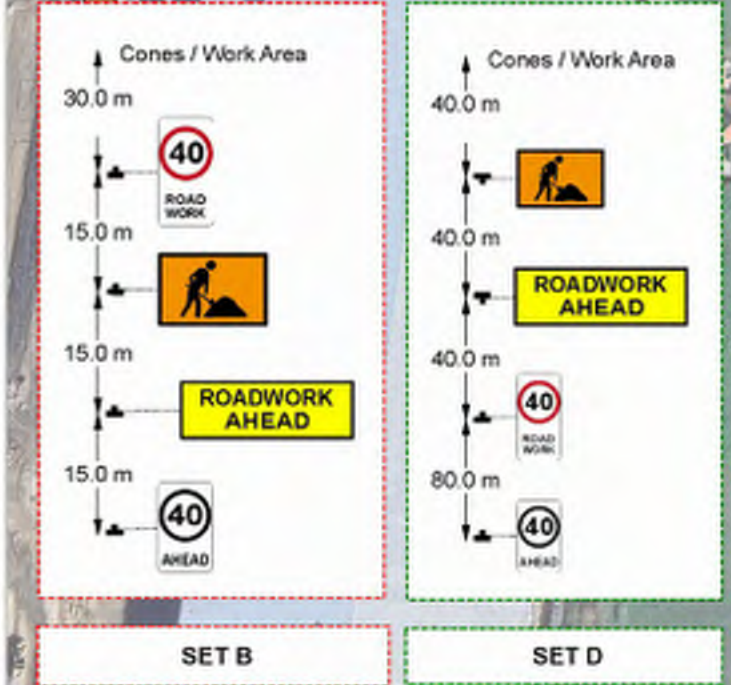 Cones / Work Area
30.0 m
40
ROAD
WORK
15.0 m
15.0 m
ROADWORK
AHEAD
15.0 m
40
AHEAD
SET B
Cones / Work Area
40.0 m
40.0 m
ROADWORK
AHEAD
40.0 m
40
ROAD
WORK
80.0 m
40
AHEAD
SET D